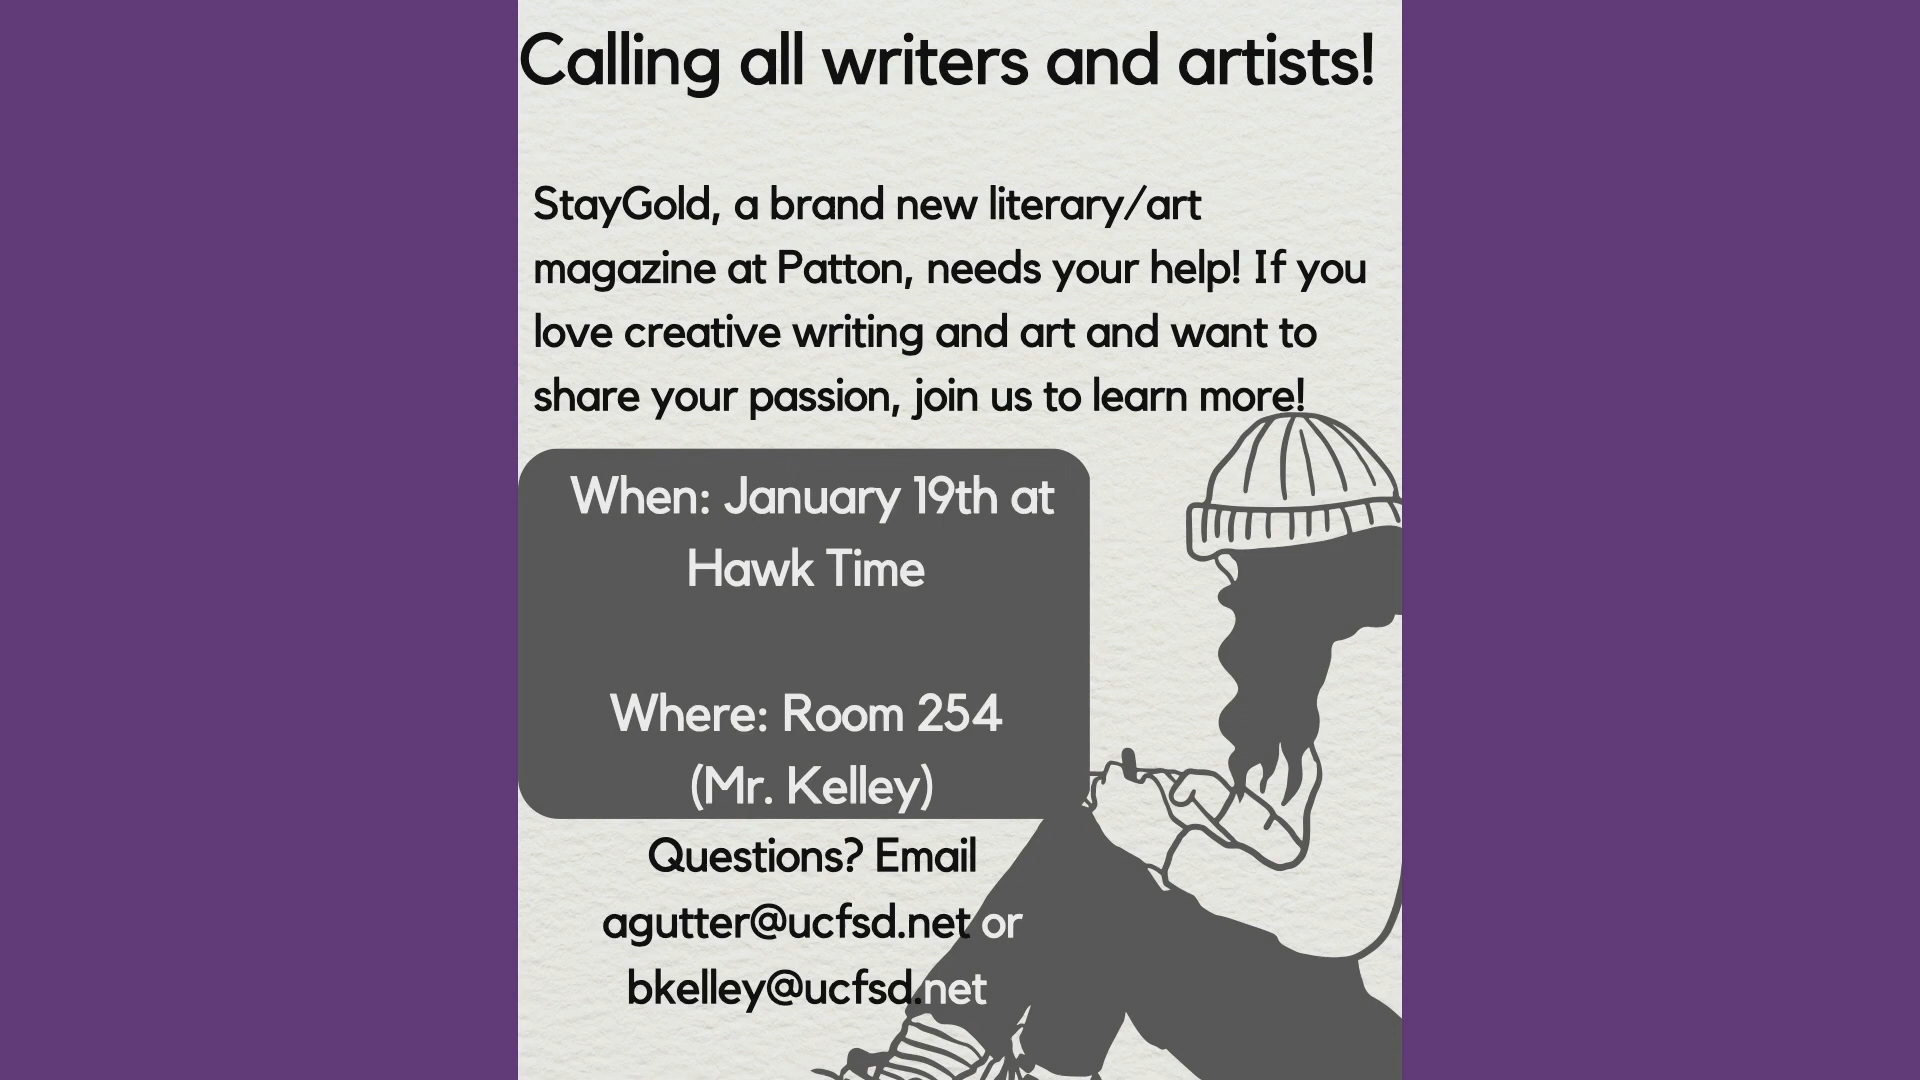 Calling all writers and artists!
StayGold, a brand new literary/art
magazine at Patton, needs your help! If you
love creative writing and art and want to
share your passion, join us to learn more!
When: January 19th at
Hawk Time
Where: Room 254
(Mr. Kelley)
Questions? Email
agutter@ucfsd.net or
bkelley@ucfsd.net